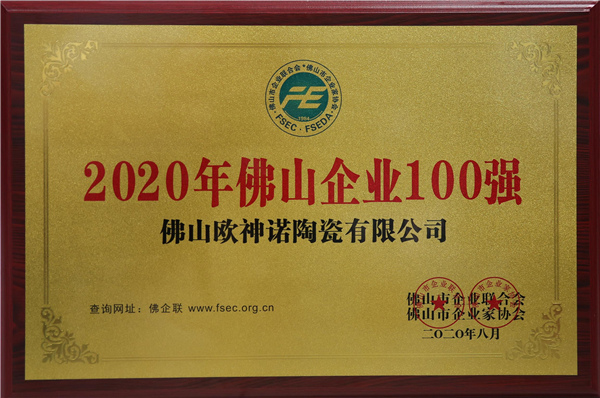 佛山市企业联合会*佛山市企业家协会
FE
1984
FSEC·FSEDA
2020年佛山企业100强
佛山欧神诺陶瓷有限公司
查询网址：佛企联 www.fsec.org.cn
佛山市企业联合会
佛山市企业家协会
二〇二〇年八月